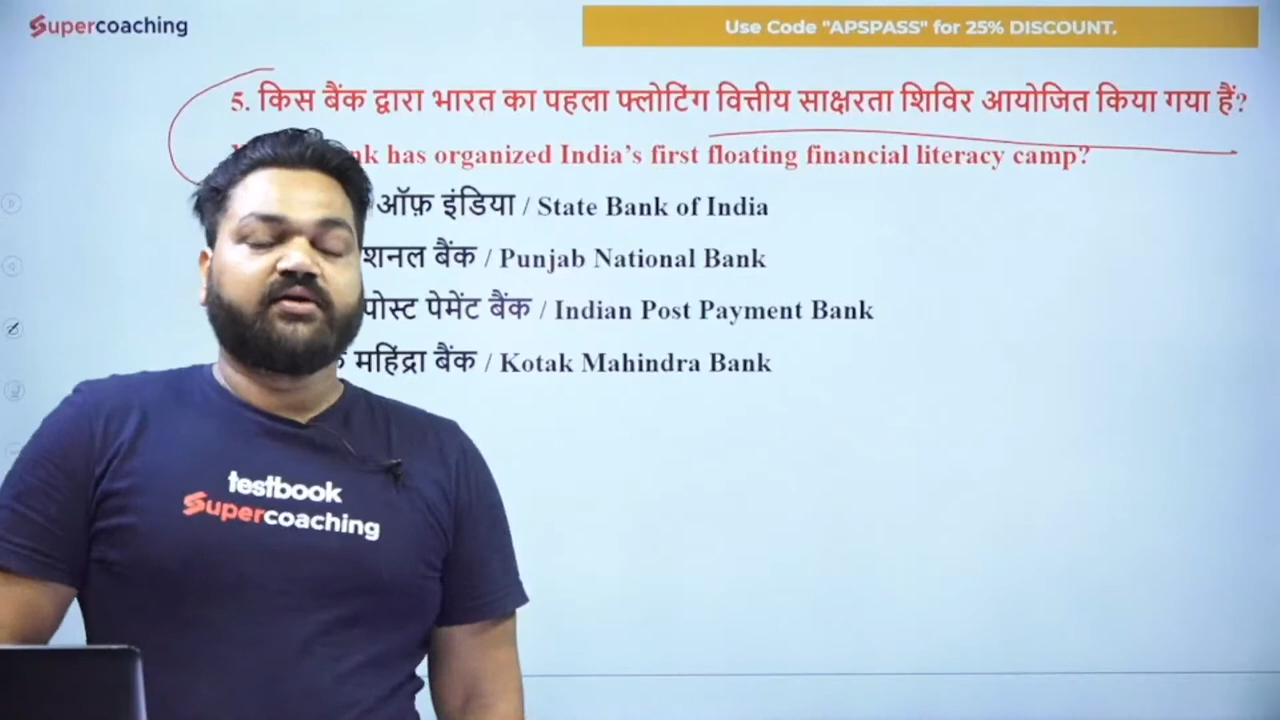 Supercoaching
Use Code "APSPASS" for 25% DISCOUNT.
5. किस बैंक द्वारा भारत का पहला फ्लोटिंग वित्तीय साक्षरता शिविर आयोजित किया गया हैं?
has organized India's first floating financial literacy camp?
ऑफ़ इंडिया / State Bank of India
बैंक / Punjab National Bank
पोस्ट पेमेंट बैंक / Indian Post Payment Bank
महिंद्रा बैंक / Kotak Mahindra Bank
testbook
Supercoaching